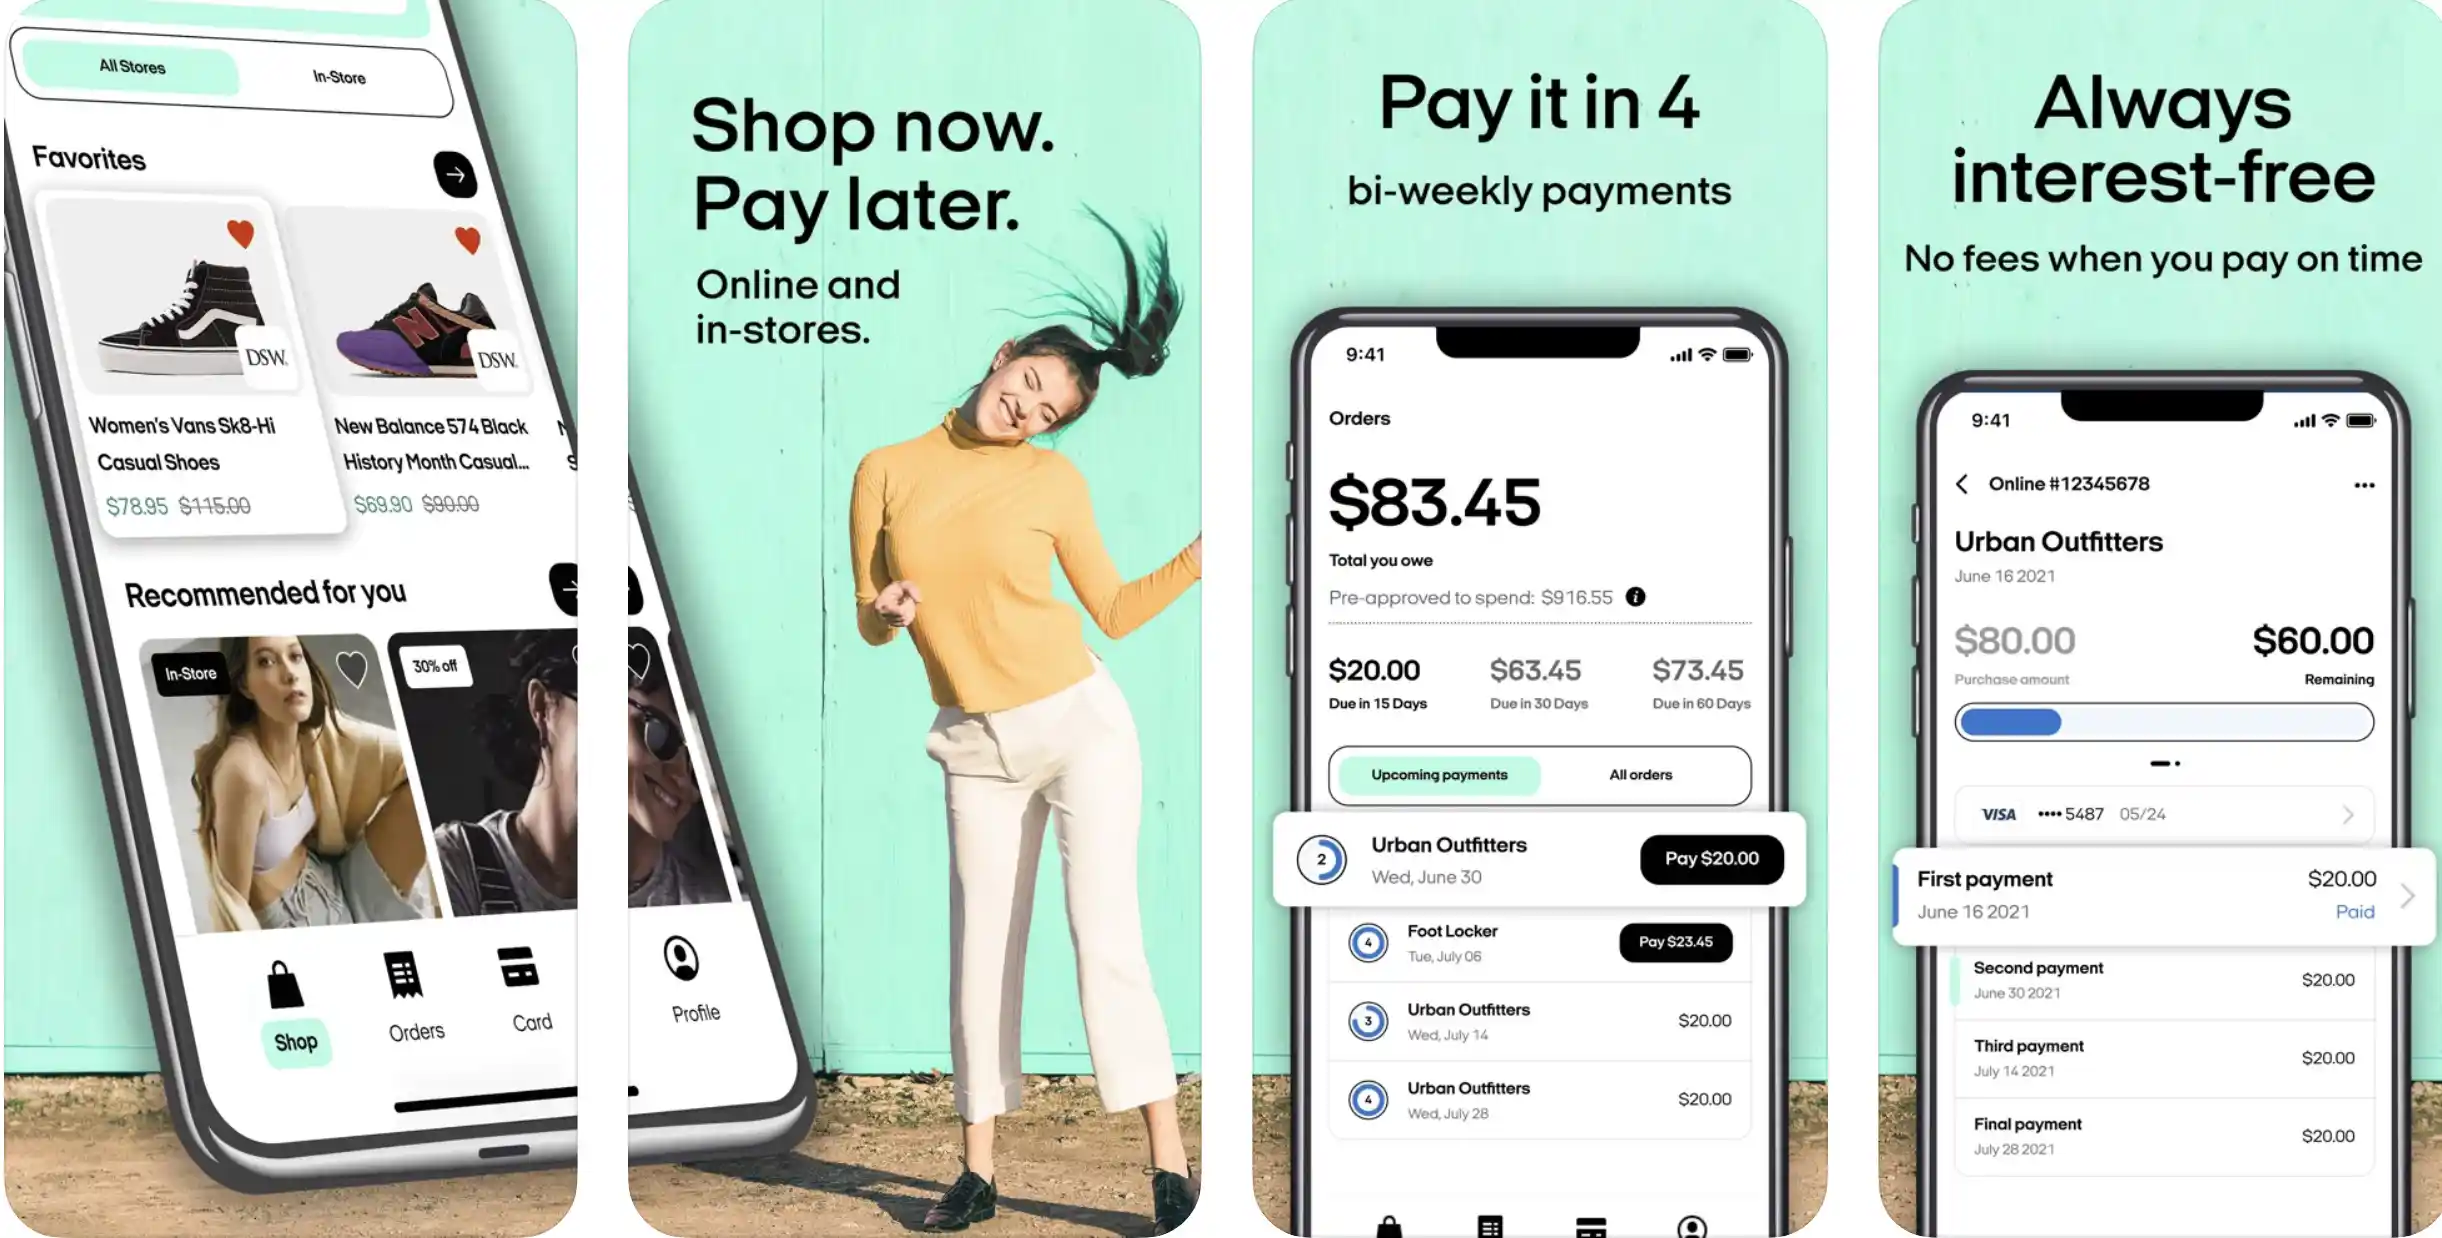 All Stores
In-Store
Favorites
DSW.
DSW.
Women's Vans Sk8-Hi
Casual Shoes
$78.95 $115.00
New Balance 574 Black
History Month Casual...
$69.90 $90.00
Recommended for you
In-Store
30% off
Shop
Orders
Card
Shop now.
Pay later.
Online and
in-stores.
Profile
Pay it in 4
bi-weekly payments
9:41
Orders
$83.45
Total you owe
Pre-approved to spend: $916.55
$20.00 $63.45 $73.45
Due in 15 Days Due in 30 Days Due in 60 Days
Upcoming payments All orders
2 Urban Outfitters Pay $20.00
Wed, June 30
4 Foot Locker Pay $23.45
Tue, July 06
3 Urban Outfitters $20.00
Wed, July 14
4 Urban Outfitters $20.00
Wed, July 28
Always
interest-free
No fees when you pay on time
9:41
Online #12345678
Urban Outfitters
June 16 2021
$80.00 $60.00
Purchase amount Remaining
VISA •••• 5487 05/24
First payment $20.00
June 16 2021 Paid
Second payment $20.00
June 30 2021
Third payment $20.00
July 14 2021
Final payment $20.00
July 28 2021